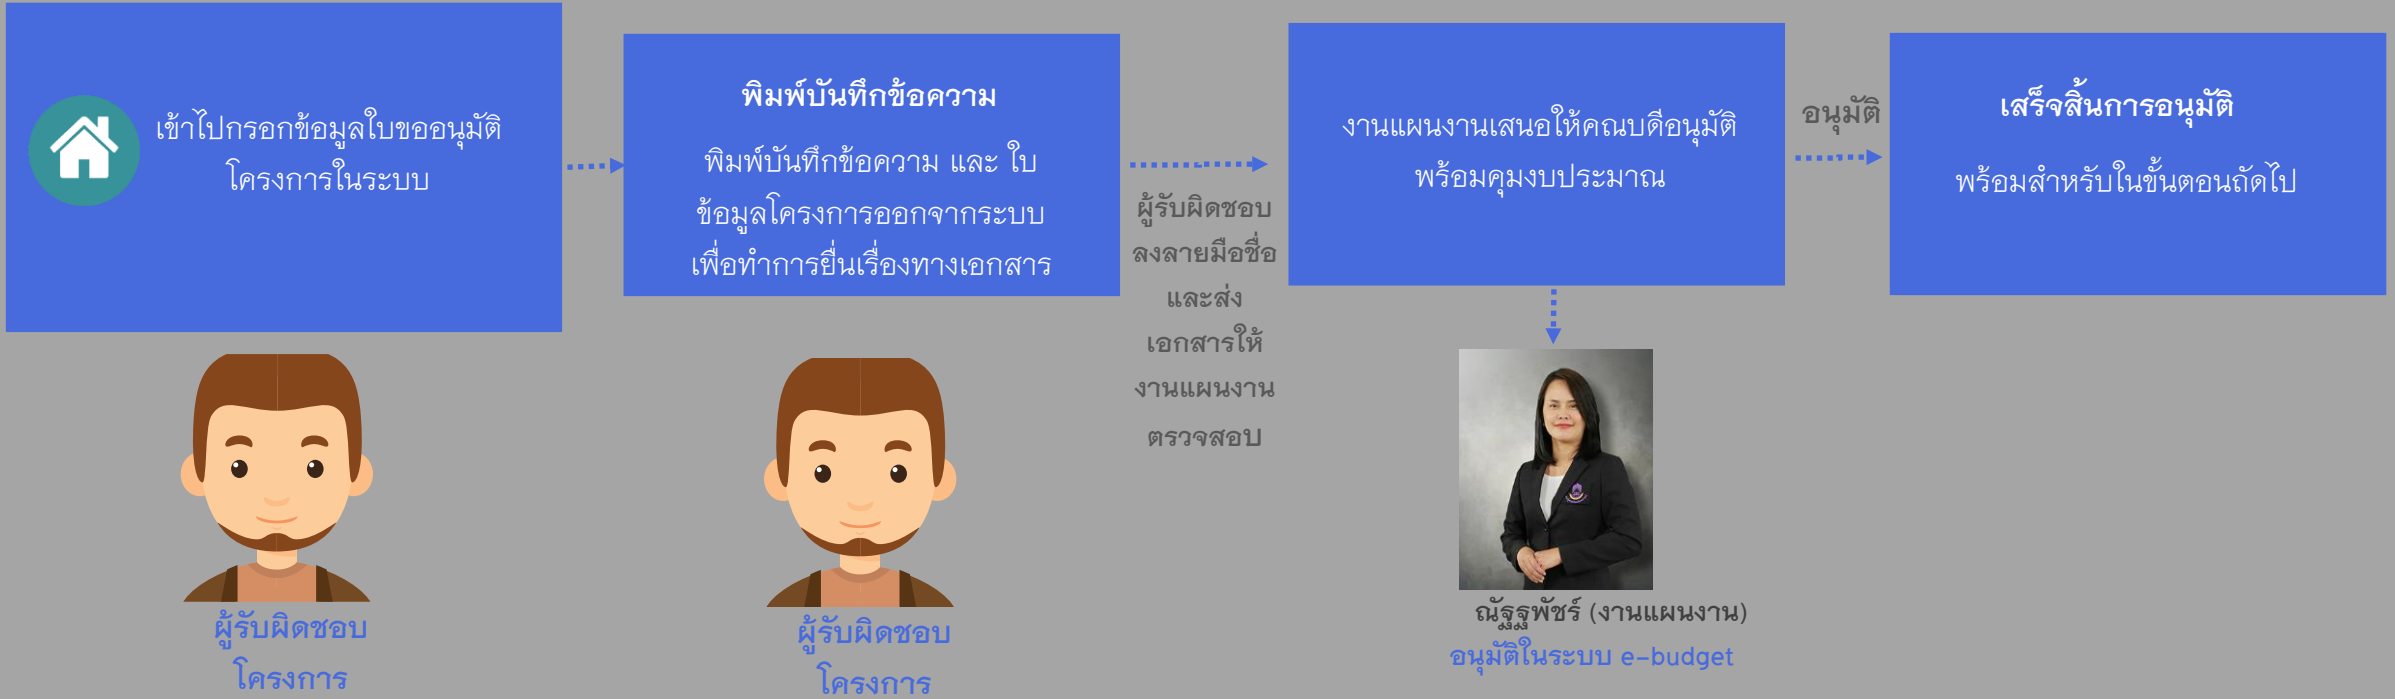 เข้าไปกรอกข้อมูลใบขออนุมัติ
โครงการในระบบ
ผู้รับผิดชอบ
โครงการ
พิมพ์บันทึกข้อความ
พิมพ์บันทึกข้อความ และ ใบ
ข้อมูลโครงการออกจากระบบ
เพื่อทำการยื่นเรื่องทางเอกสาร
ผู้รับผิดชอบ
โครงการ
ผู้รับผิดชอบ
ลงลายมือชื่อ
และส่ง
เอกสารให้
งานแผนงาน
ตรวจสอบ
งานแผนงานเสนอให้คณบดีอนุมัติ
พร้อมคุมงบประมาณ
ณัฐฐพัชร์ (งานแผนงาน)
อนุมัติในระบบ e-budget
อนุมัติ
เสร็จสิ้นการอนุมัติ
พร้อมสำหรับในขั้นตอนถัดไป